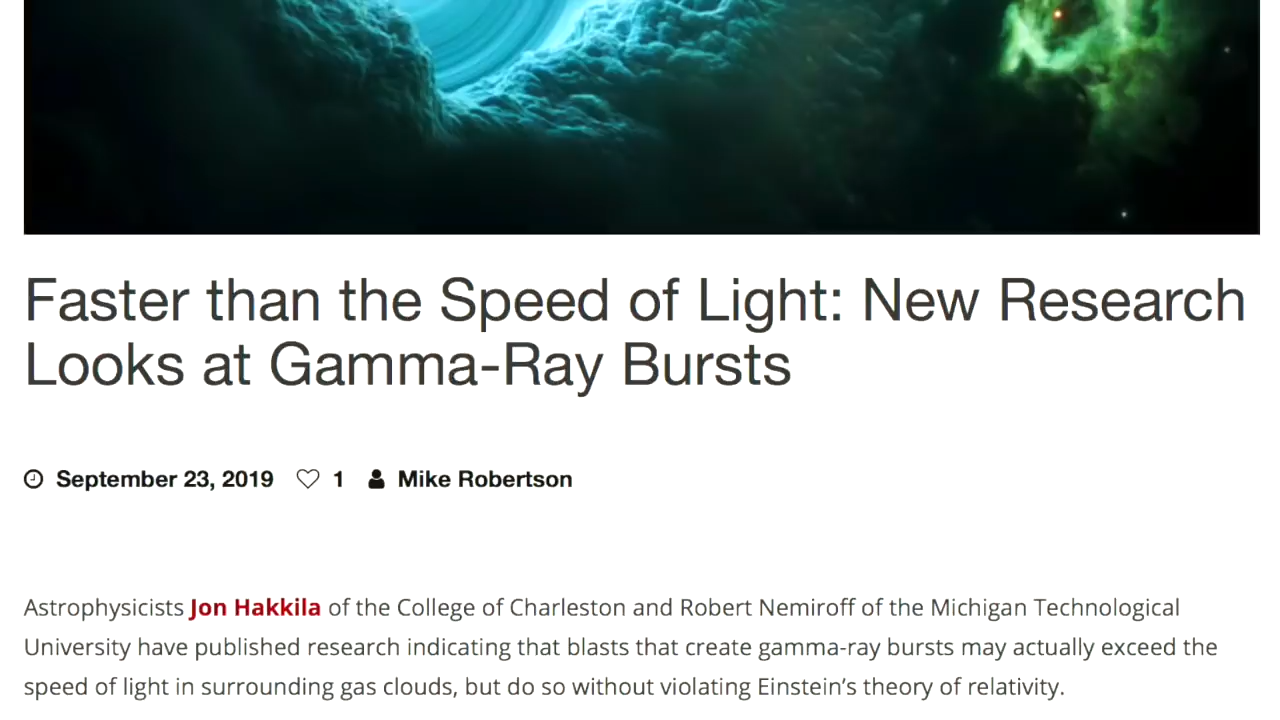 Faster than the Speed of Light: New Research
Looks at Gamma-Ray Bursts
September 23, 2019 1 Mike Robertson
Astrophysicists Jon Hakkila of the College of Charleston and Robert Nemiroff of the Michigan Technological
University have published research indicating that blasts that create gamma-ray bursts may actually exceed the
speed of light in surrounding gas clouds, but do so without violating Einstein’s theory of relativity.